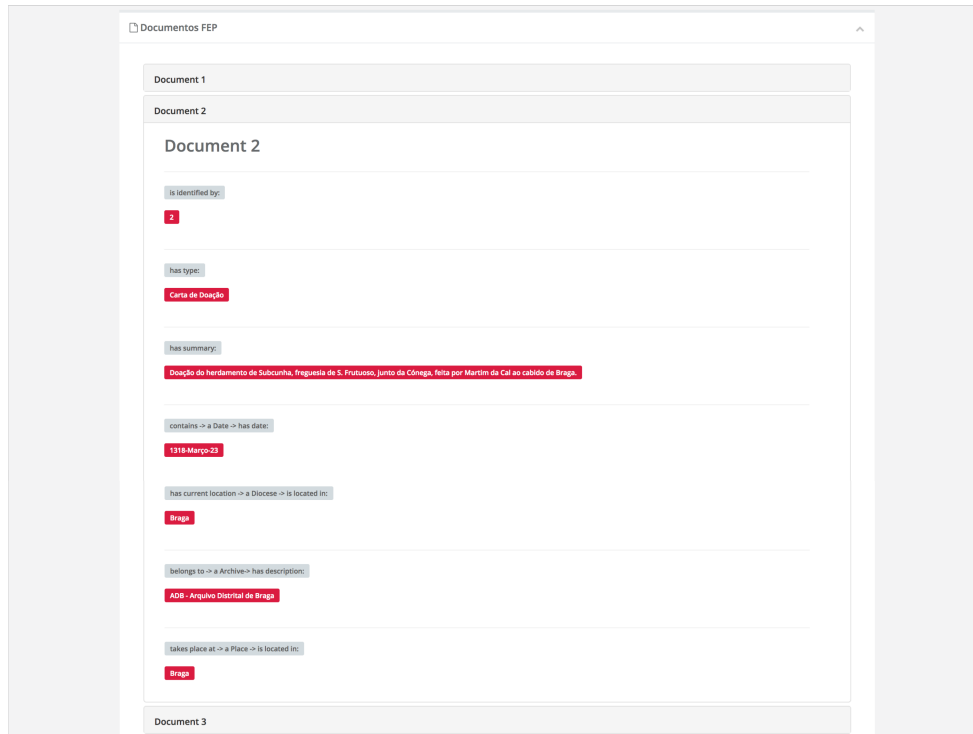 Documentos FEP
Document 1
Document 2
Document 2
is identified by:
2
has type:
Carta de Doação
has summary:
Doação do herdamento de Subcunha, freguesia de S. Frutuoso, junto da Cónega, feita por Martim da Cal ao cabido de Braga.
contains -> a Date -> has date:
1318-Março-23
has current location -> a Diocese -> is located in:
Braga
belongs to -> a Archive-> has description:
ADB - Arquivo Distrital de Braga
takes place at -> a Place -> is located in:
Braga
Document 3